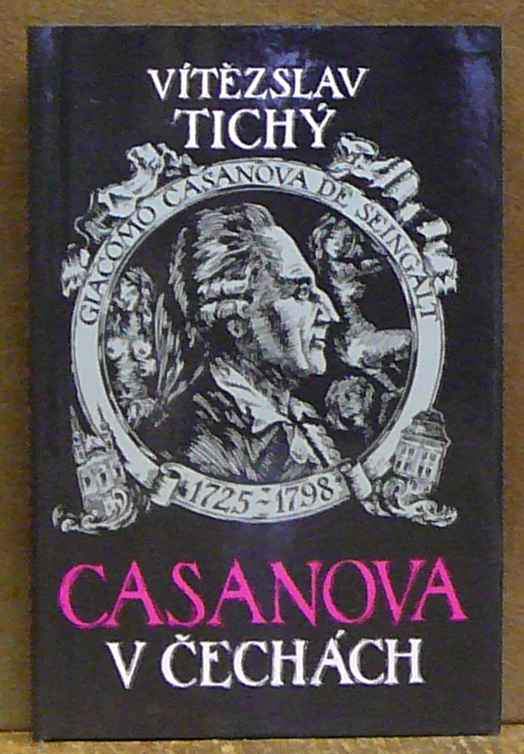 VÍTĚZSLAV
TICHÝ
GIACOMO CASANOVA DE SEINGALT
1725-1798
CASANOVA
V ČECHÁCH